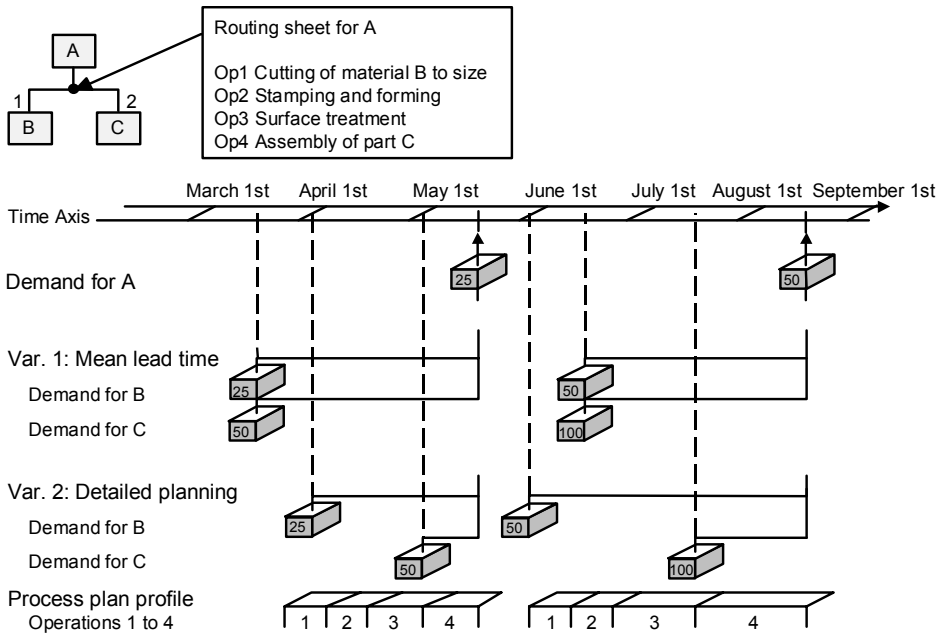 Routing sheet for A
A
Op1 Cutting of material B to size
1 2
Op2 Stamping and forming
B C
Op3 Surface treatment
Op4 Assembly of part C
March 1st April 1st May 1st June 1st July 1st August 1st September 1st
Time Axis
Demand for A
25 50
Var. 1: Mean lead time
Demand for B
25 50
Demand for C
50 100
Var. 2: Detailed planning
Demand for B
25 50
Demand for C
50 100
Process plan profile
Operations 1 to 4
1 2 3 4 1 2 3 4